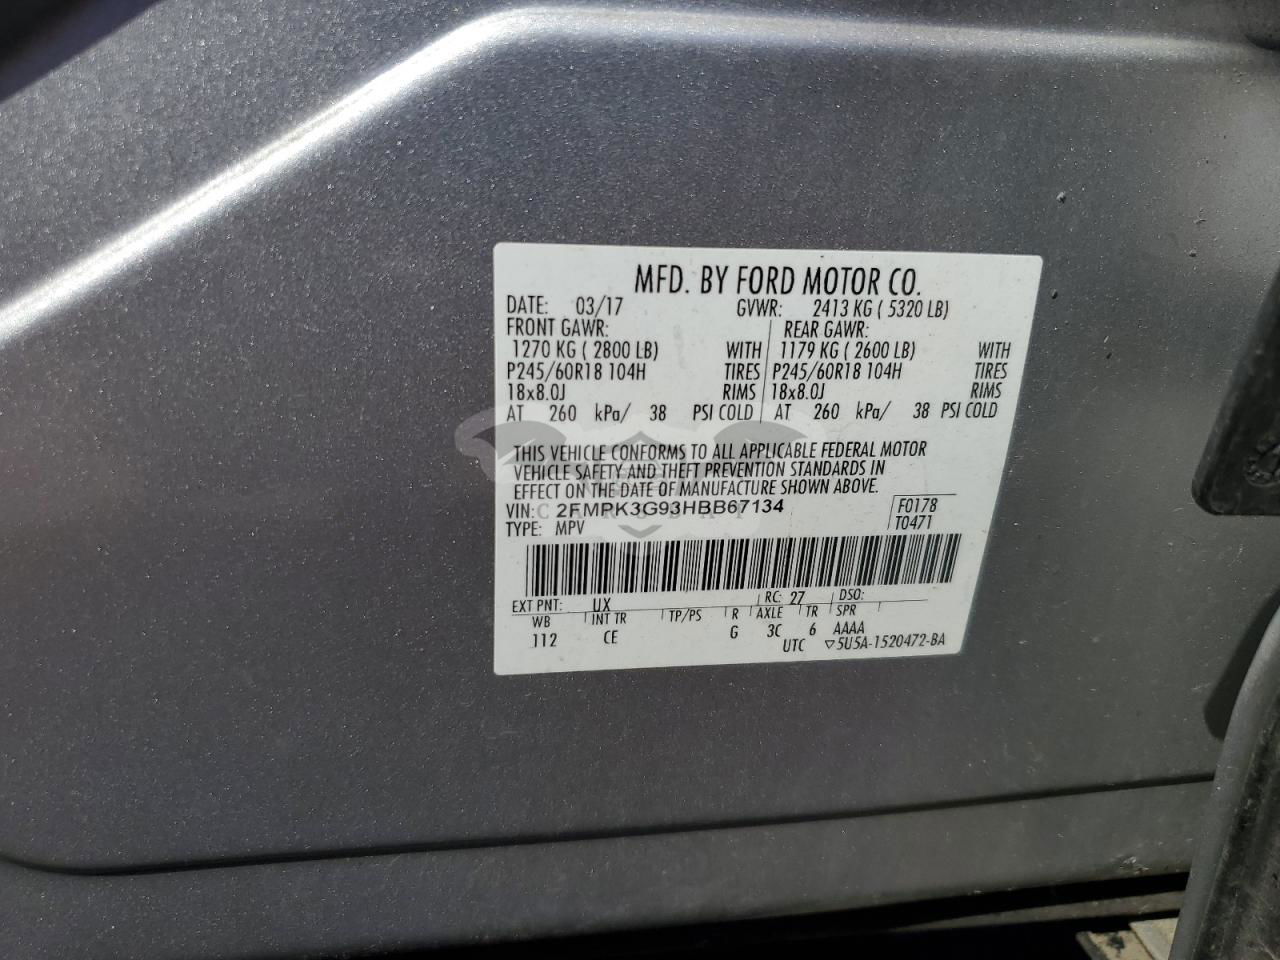 MFD. BY FORD MOTOR CO.
DATE: 03/17 GVWR: 2413 KG ( 5320 LB)
FRONT GAWR: REAR GAWR:
1270 KG ( 2800 LB) WITH 1179 KG ( 2600 LB) WITH
P245/60R18 104H TIRES P245/60R18 104H TIRES
18x8.0J RIMS 18x8.0J RIMS
AT 260 kPa/ 38 PSI COLD AT 260 kPa/ 38 PSI COLD
THIS VEHICLE CONFORMS TO ALL APPLICABLE FEDERAL MOTOR
VEHICLE SAFETY AND THEFT PREVENTION STANDARDS IN
EFFECT ON THE DATE OF MANUFACTURE SHOWN ABOVE.
VIN: 2FMPK3G93HBB67134 F0178
TYPE: MPV T0471
EXT PNT: UX RC: 27 DSO:
WB INT TR TP/PS R AXLE TR SPR
112 CE G 3C 6 AAAA
UTC ▽5U5A-1520472-BA